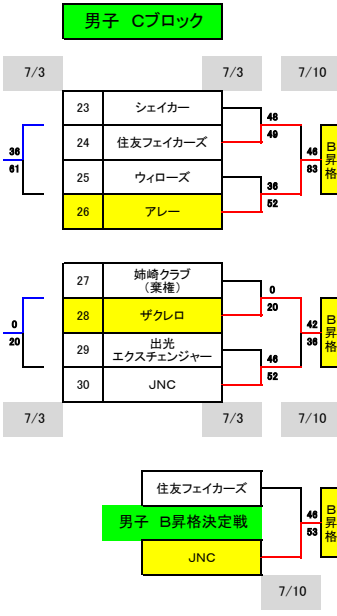 男子 Cブロック
7/3 7/3 7/10
23 シェイカー
48
24 住友フェイカーズ
49
36 46 B昇格
61 83
25 ウィローズ
36
26 アレー
52
27 姉崎クラブ
(棄権)
0
28 ザクレロ
20
0 42 B昇格
20 36
29 出光
エクスチェンジャー
46
30 JNC
52
7/3 7/3 7/10
住友フェイカーズ
男子 B昇格決定戦
46 B昇格
53
JNC
7/10